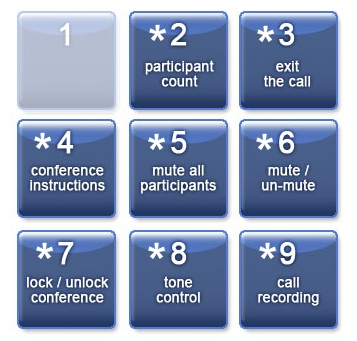 1
*2
participant
count
*3
exit
the call
*4
conference
instructions
*5
mute all
participants
*6
mute /
un-mute
*7
lock / unlock
conference
*8
tone
control
*9
call
recording